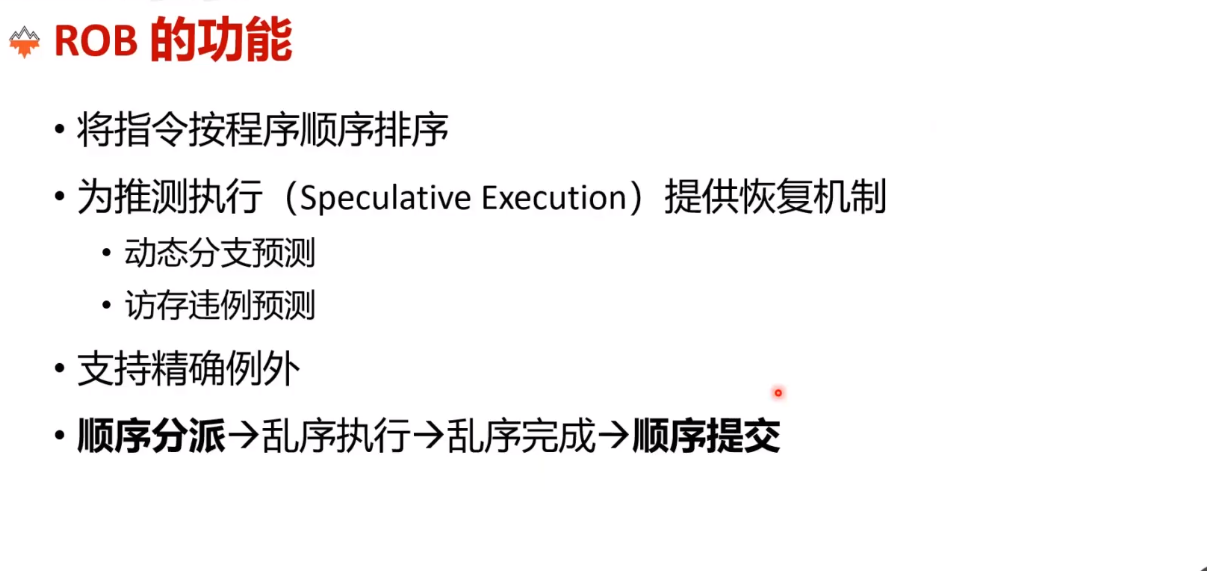 ROB 的功能
• 将指令按程序顺序排序
• 为推测执行（Speculative Execution）提供恢复机制
• 动态分支预测
• 访存违例预测
• 支持精确例外
• 顺序分派→乱序执行→乱序完成→顺序提交